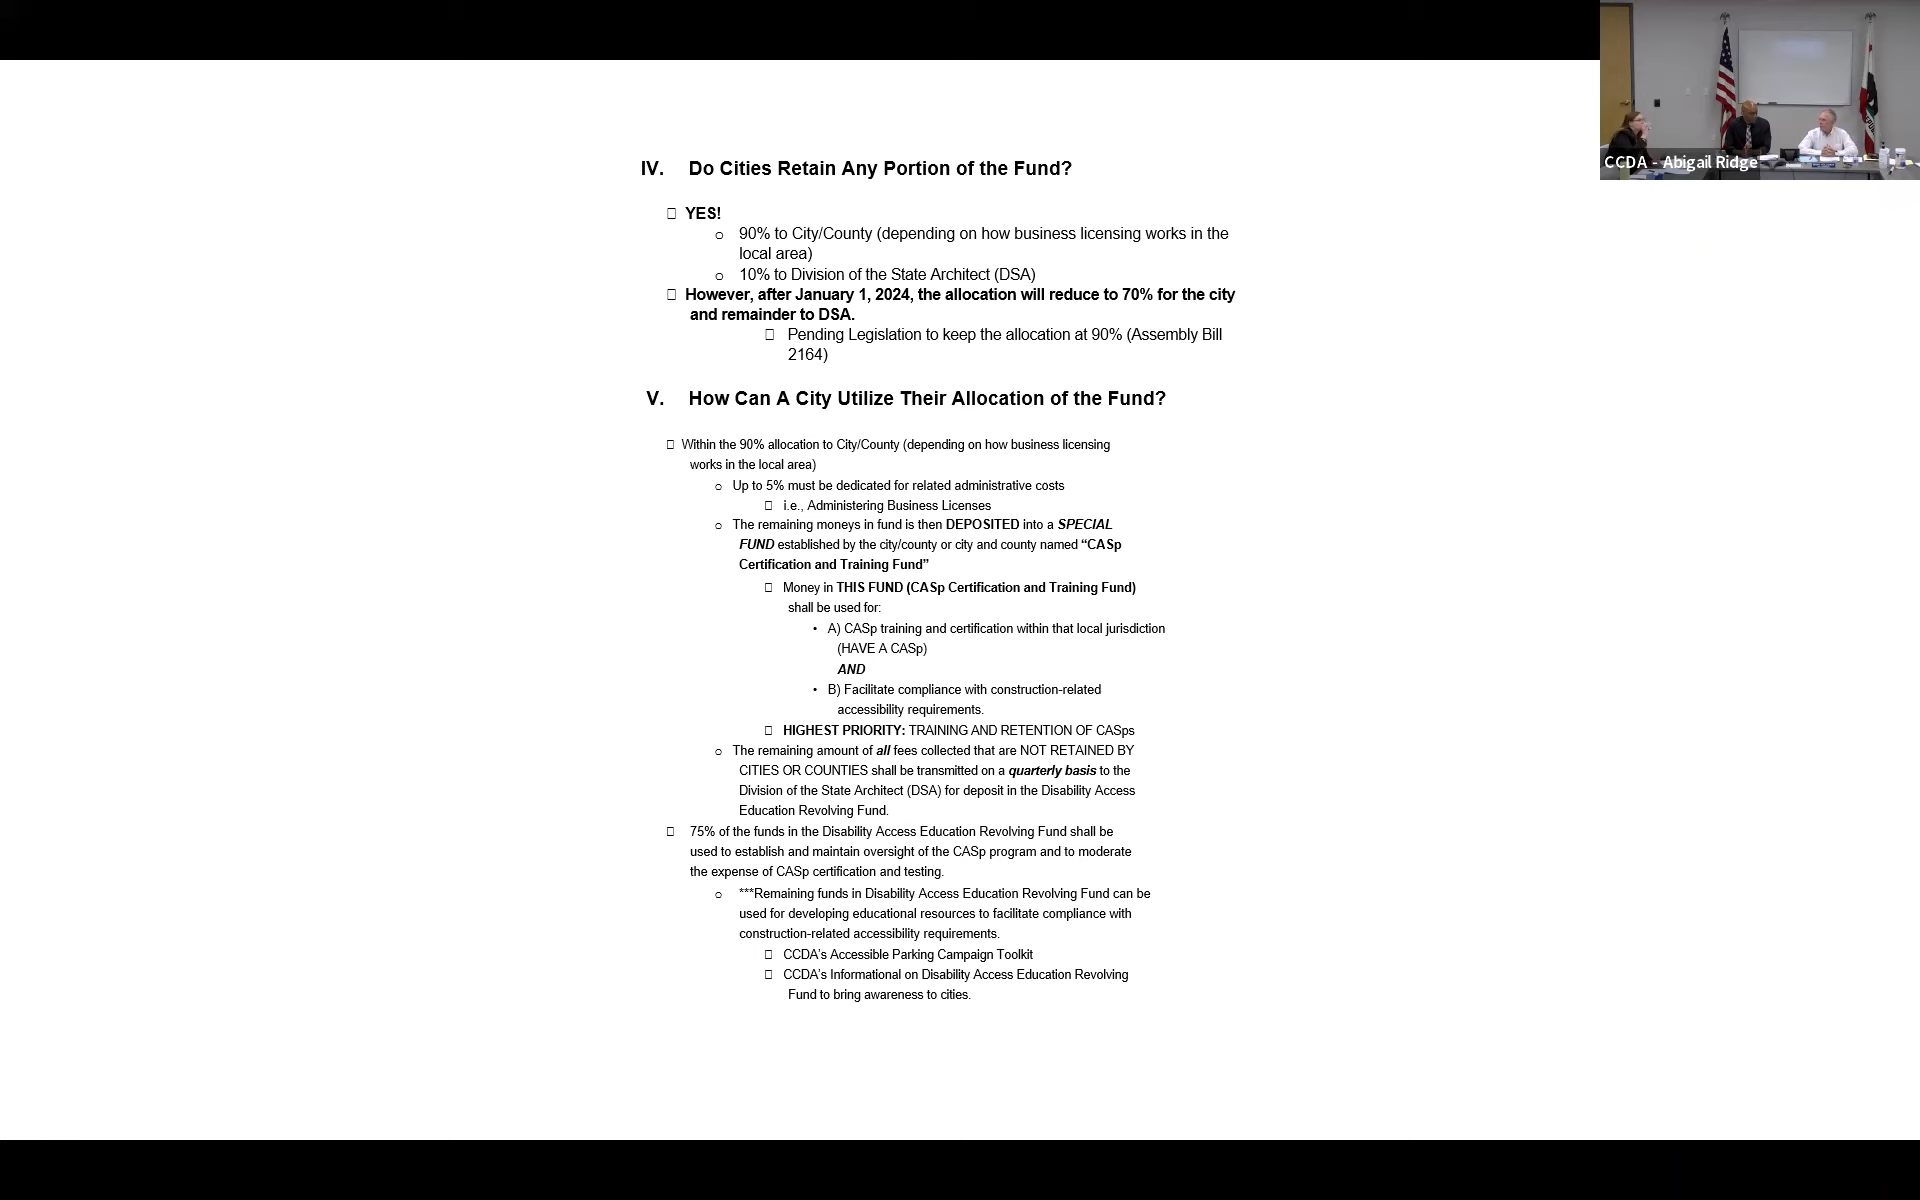 CCDA - Abigail Ridge
IV. Do Cities Retain Any Portion of the Fund?
YES!
o 90% to City/County (depending on how business licensing works in the
local area)
o 10% to Division of the State Architect (DSA)
However, after January 1, 2024, the allocation will reduce to 70% for the city
and remainder to DSA.
Pending Legislation to keep the allocation at 90% (Assembly Bill
2164)
V. How Can A City Utilize Their Allocation of the Fund?
Within the 90% allocation to City/County (depending on how business licensing
works in the local area)
o Up to 5% must be dedicated for related administrative costs
i.e., Administering Business Licenses
o The remaining moneys in fund is then DEPOSITED into a SPECIAL
FUND established by the city/county or city and county named “CASp
Certification and Training Fund”
Money in THIS FUND (CASp Certification and Training Fund)
shall be used for:
• A) CASp training and certification within that local jurisdiction
(HAVE A CASp)
AND
• B) Facilitate compliance with construction-related
accessibility requirements.
HIGHEST PRIORITY: TRAINING AND RETENTION OF CASps
o The remaining amount of all fees collected that are NOT RETAINED BY
CITIES OR COUNTIES shall be transmitted on a quarterly basis to the
Division of the State Architect (DSA) for deposit in the Disability Access
Education Revolving Fund.
75% of the funds in the Disability Access Education Revolving Fund shall be
used to establish and maintain oversight of the CASp program and to moderate
the expense of CASp certification and testing.
o ***Remaining funds in Disability Access Education Revolving Fund can be
used for developing educational resources to facilitate compliance with
construction-related accessibility requirements.
CCDA’s Accessible Parking Campaign Toolkit
CCDA’s Informational on Disability Access Education Revolving
Fund to bring awareness to cities.